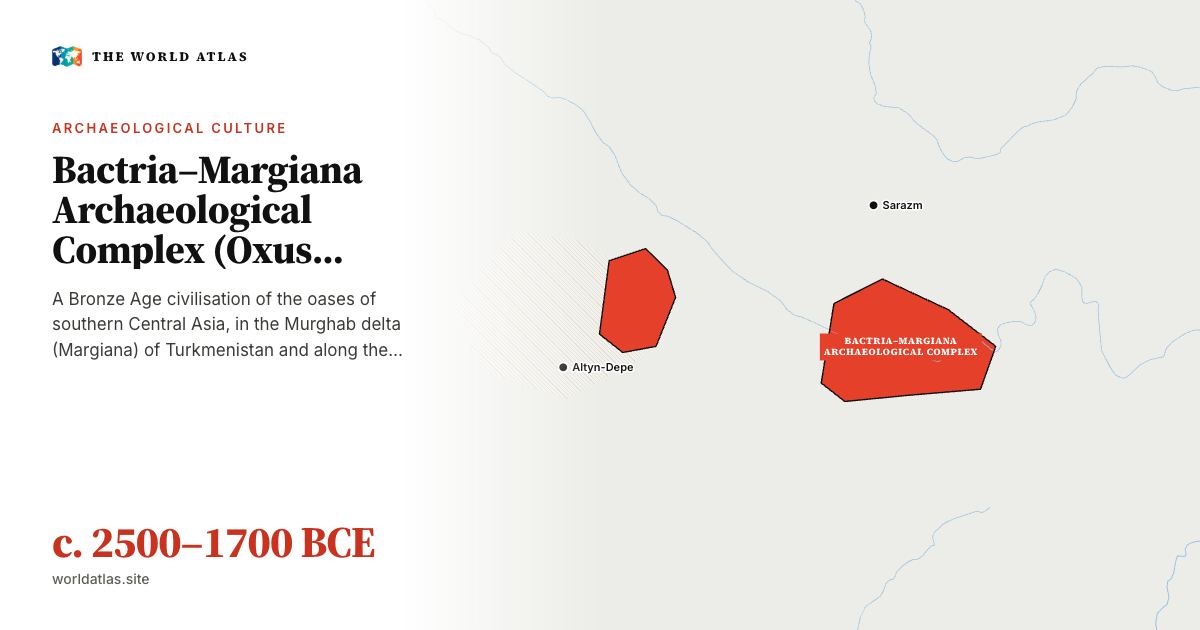 THE WORLD ATLAS
ARCHAEOLOGICAL CULTURE
Bactria–Margiana
Archaeological
Complex (Oxus...
A Bronze Age civilisation of the oases of
southern Central Asia, in the Murghab delta
(Margiana) of Turkmenistan and along the...
c. 2500–1700 BCE
worldatlas.site
Sarazm
BACTRIA–MARGIANA
ARCHAEOLOGICAL COMPLEX
Altyn-Depe